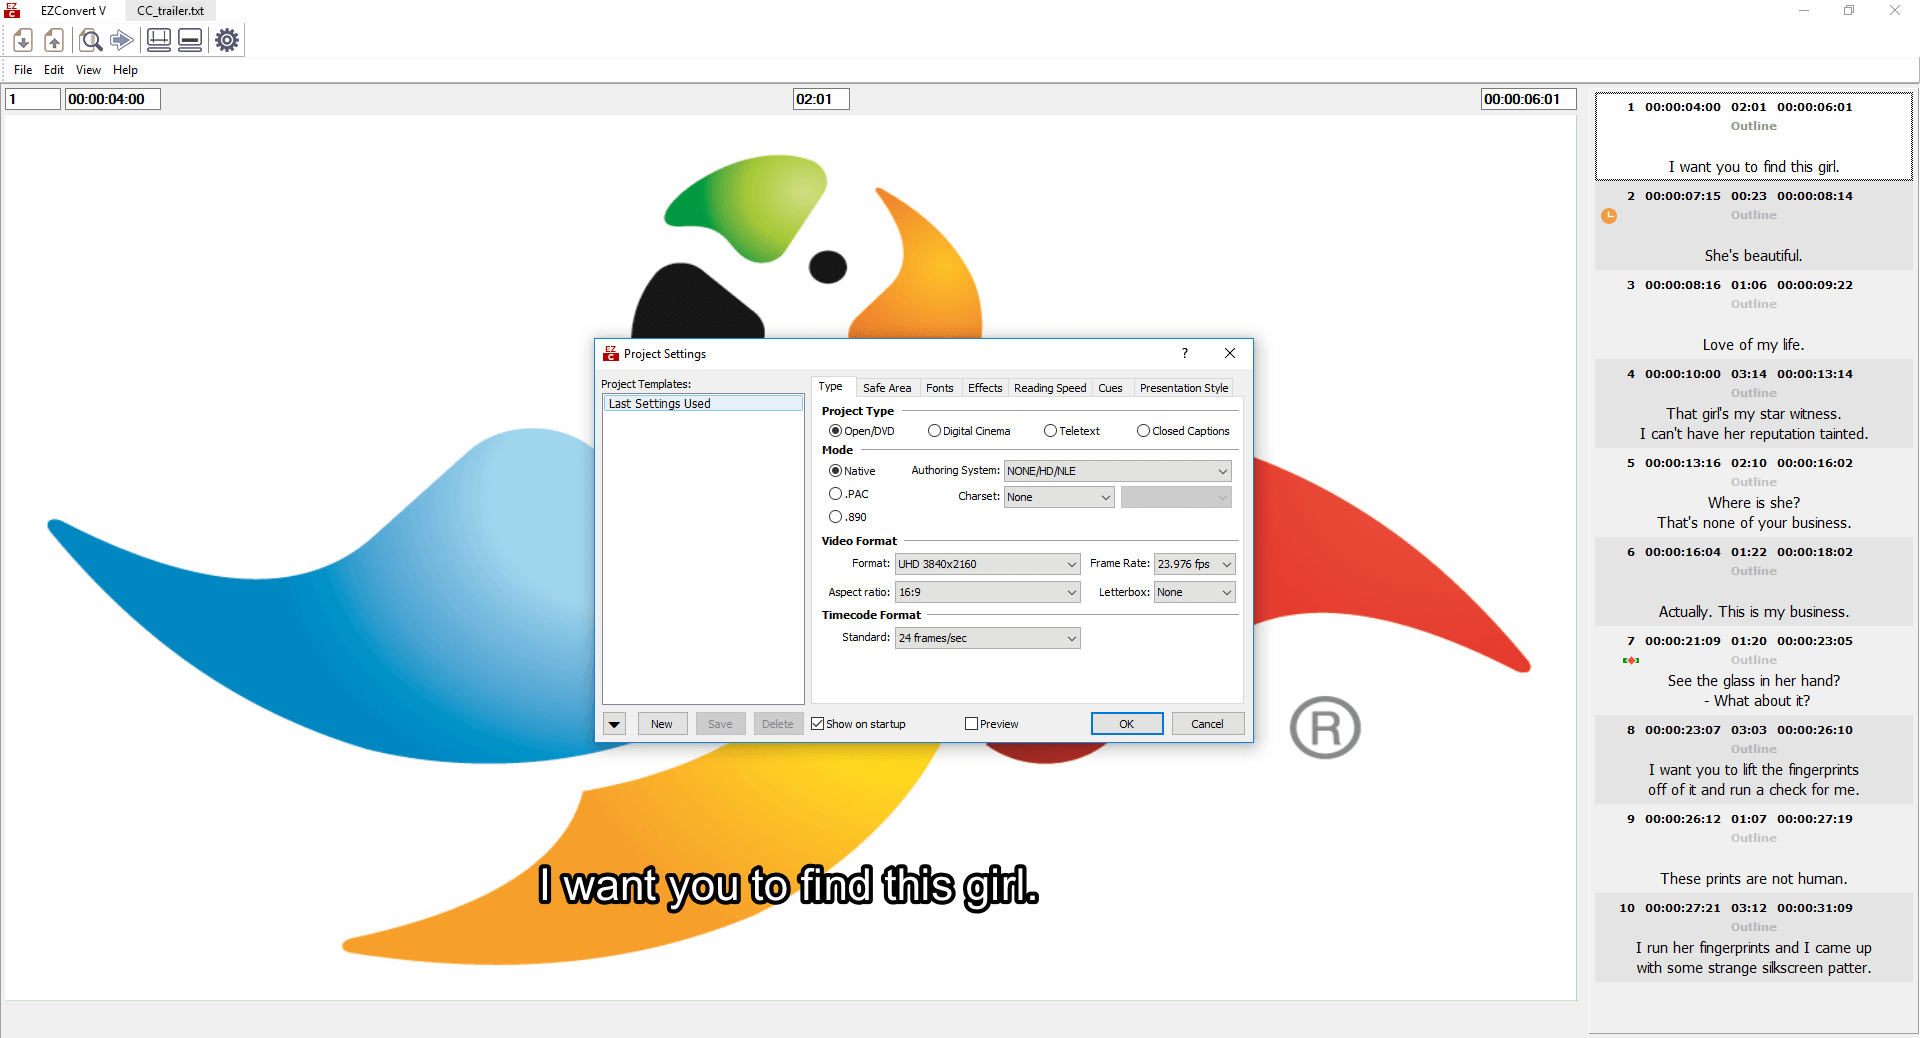 EZ
C
EZConvert V
CC_trailer.txt
File Edit View Help
1
00:00:04:00
02:01
00:00:06:01
EZ
C
Project Settings
?
Project Templates:
Last Settings Used
Type
Safe Area
Fonts
Effects
Reading Speed
Cues
Presentation Style
Project Type
Open/DVD
Digital Cinema
Teletext
Closed Captions
Mode
Native
Authoring System: NONE/HD/NLE
.PAC
Charset: None
.890
Video Format
Format: UHD 3840x2160
Frame Rate: 23.976 fps
Aspect ratio: 16:9
Letterbox: None
Timecode Format
Standard: 24 frames/sec
New
Save
Delete
Show on startup
Preview
OK
Cancel
®
I want you to find this girl.
1 00:00:04:00 02:01 00:00:06:01
Outline
I want you to find this girl.
2 00:00:07:15 00:23 00:00:08:14
Outline
She's beautiful.
3 00:00:08:16 01:06 00:00:09:22
Outline
Love of my life.
4 00:00:10:00 03:14 00:00:13:14
Outline
That girl's my star witness.
I can't have her reputation tainted.
5 00:00:13:16 02:10 00:00:16:02
Outline
Where is she?
That's none of your business.
6 00:00:16:04 01:22 00:00:18:02
Outline
Actually. This is my business.
7 00:00:21:09 01:20 00:00:23:05
Outline
See the glass in her hand?
- What about it?
8 00:00:23:07 03:03 00:00:26:10
Outline
I want you to lift the fingerprints
off of it and run a check for me.
9 00:00:26:12 01:07 00:00:27:19
Outline
These prints are not human.
10 00:00:27:21 03:12 00:00:31:09
Outline
I run her fingerprints and I came up
with some strange silkscreen patter.